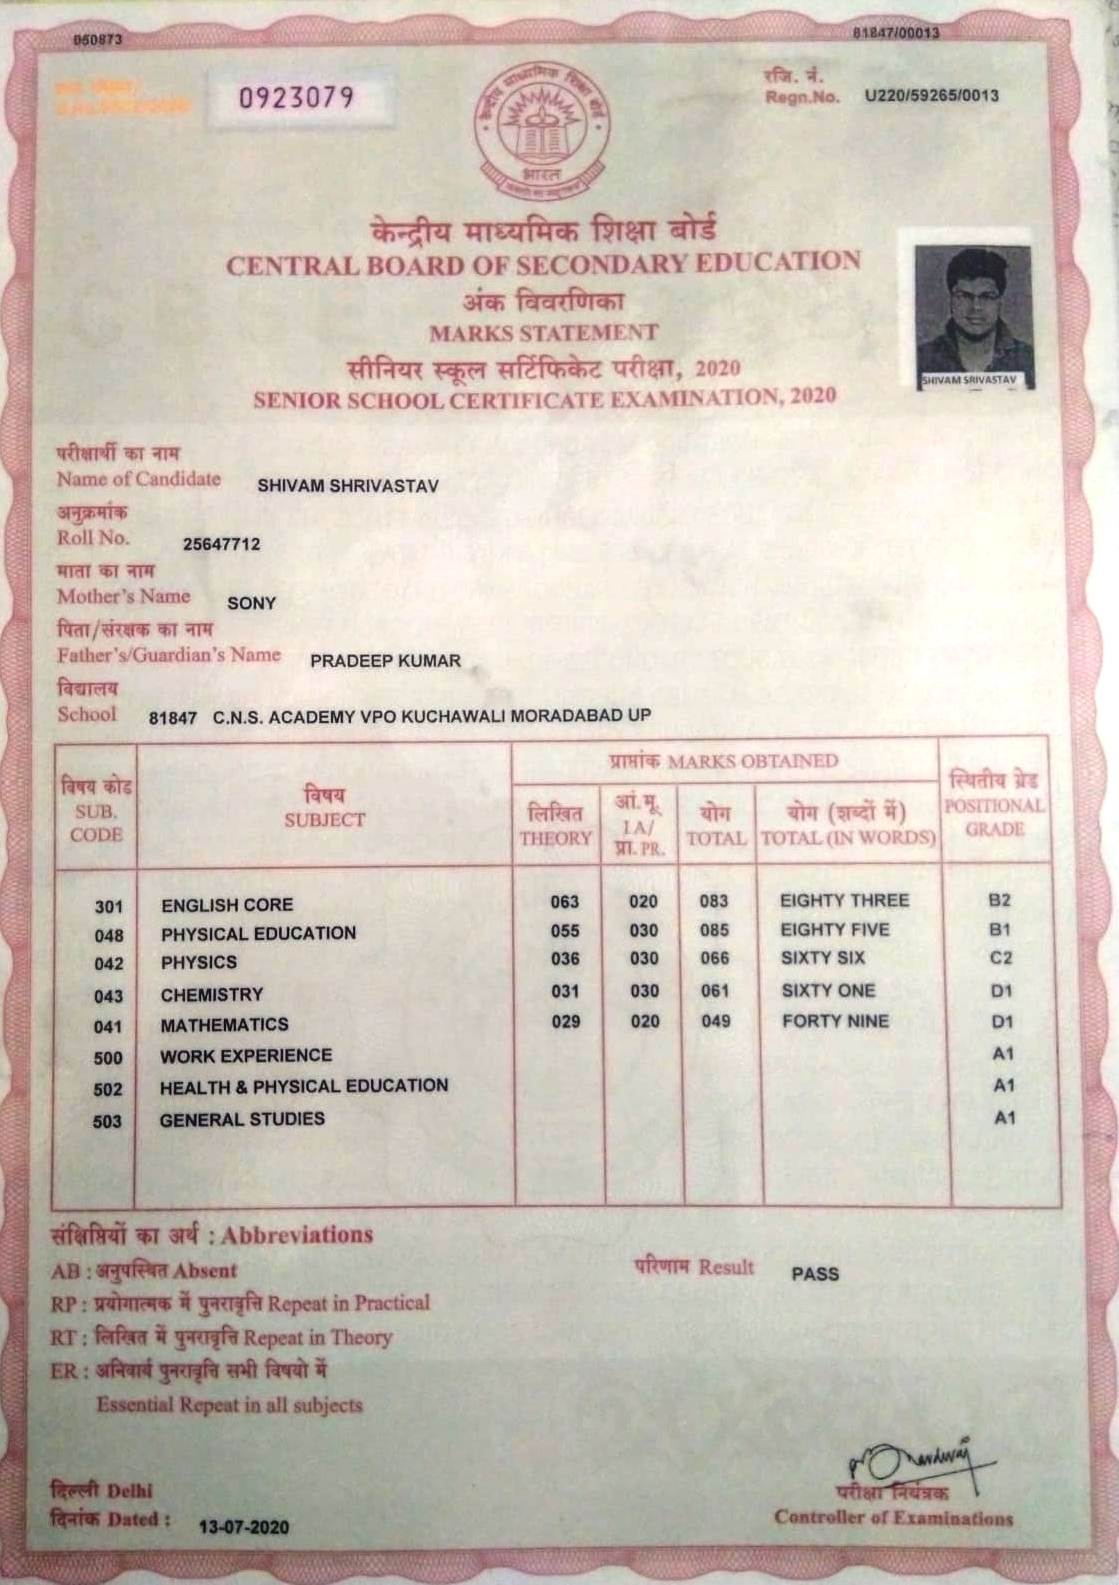 050873
81847/00013
0923079
रजि. नं.
Regn.No. U220/59265/0013
भारत
केन्द्रीय माध्यमिक शिक्षा बोर्ड
CENTRAL BOARD OF SECONDARY EDUCATION
अंक विवरणिका
MARKS STATEMENT
सीनियर स्कूल सर्टिफिकेट परीक्षा, 2020
SENIOR SCHOOL CERTIFICATE EXAMINATION, 2020
SHIVAM SRIVASTAV
परीक्षार्थी का नाम
Name of Candidate SHIVAM SHRIVASTAV
अनुक्रमांक
Roll No. 25647712
माता का नाम
Mother's Name SONY
पिता/संरक्षक का नाम
Father's/Guardian's Name PRADEEP KUMAR
विद्यालय
School 81847 C.N.S. ACADEMY VPO KUCHAWALI MORADABAD UP
विषय कोड
SUB.
CODE
विषय
SUBJECT
प्राप्तांक MARKS OBTAINED
लिखित
THEORY
आं.मू.
IA/
प्रा. PR.
योग
TOTAL
योग (शब्दों में)
TOTAL (IN WORDS)
स्थितीय ग्रेड
POSITIONAL
GRADE
301 ENGLISH CORE 063 020 083 EIGHTY THREE B2
048 PHYSICAL EDUCATION 055 030 085 EIGHTY FIVE B1
042 PHYSICS 036 030 066 SIXTY SIX C2
043 CHEMISTRY 031 030 061 SIXTY ONE D1
041 MATHEMATICS 029 020 049 FORTY NINE D1
500 WORK EXPERIENCE A1
502 HEALTH & PHYSICAL EDUCATION A1
503 GENERAL STUDIES A1
संक्षिप्तियों का अर्थ : Abbreviations
AB : अनुपस्थित Absent
परिणाम Result PASS
RP : प्रयोगात्मक में पुनरावृत्ति Repeat in Practical
RT : लिखित में पुनरावृत्ति Repeat in Theory
ER : अनिवार्य पुनरावृत्ति सभी विषयो में
Essential Repeat in all subjects
दिल्ली Delhi
दिनांक Dated : 13-07-2020
परीक्षा नियंत्रक
Controller of Examinations